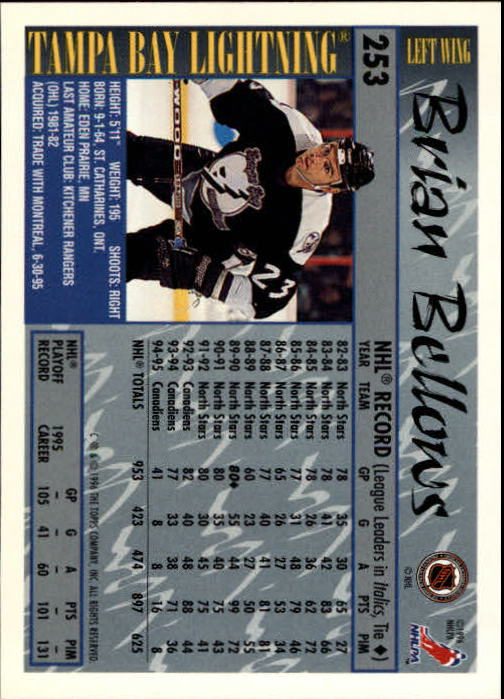 253
LEFT WING
Brian Bellows
TAMPA BAY LIGHTNING®
Tampa Bay
23
HEIGHT: 5'11" WEIGHT: 195 SHOOTS: RIGHT
BORN: 9-1-64, ST. CATHARINES, ONT.
HOME: EDEN PRAIRIE, MN
LAST AMATEUR CLUB: KITCHENER RANGERS
(OHL) 1981-82
ACQUIRED: TRADE WITH MONTREAL, 6-30-95
NHL
© NHL
©1996
NHLPA
NHLPA™
NHL® RECORD (League Leaders in Italics, Tie ♦)
YEAR TEAM GP G A PTS PIM
82-83 North Stars 78 35 30 65 27
83-84 North Stars 78 41 42 83 66
84-85 North Stars 78 26 36 62 72
85-86 North Stars 77 31 48 79 46
86-87 North Stars 65 26 27 53 34
87-88 North Stars 77 40 41 81 81
88-89 North Stars 60 23 27 50 55
89-90 North Stars 80♦ 55 44 99 72
90-91 North Stars 80 35 40 75 43
91-92 North Stars 80 30 45 75 41
92-93 Canadiens 82 40 48 88 44
93-94 Canadiens 77 33 38 71 36
94-95 Canadiens 41 8 8 16 8
NHL® TOTALS 953 423 474 897 625
© 1996 THE TOPPS COMPANY, INC. ALL RIGHTS RESERVED.
NHL® GP G A PTS PIM
PLAYOFF 1995 – – – – –
RECORD CAREER 105 41 60 101 131